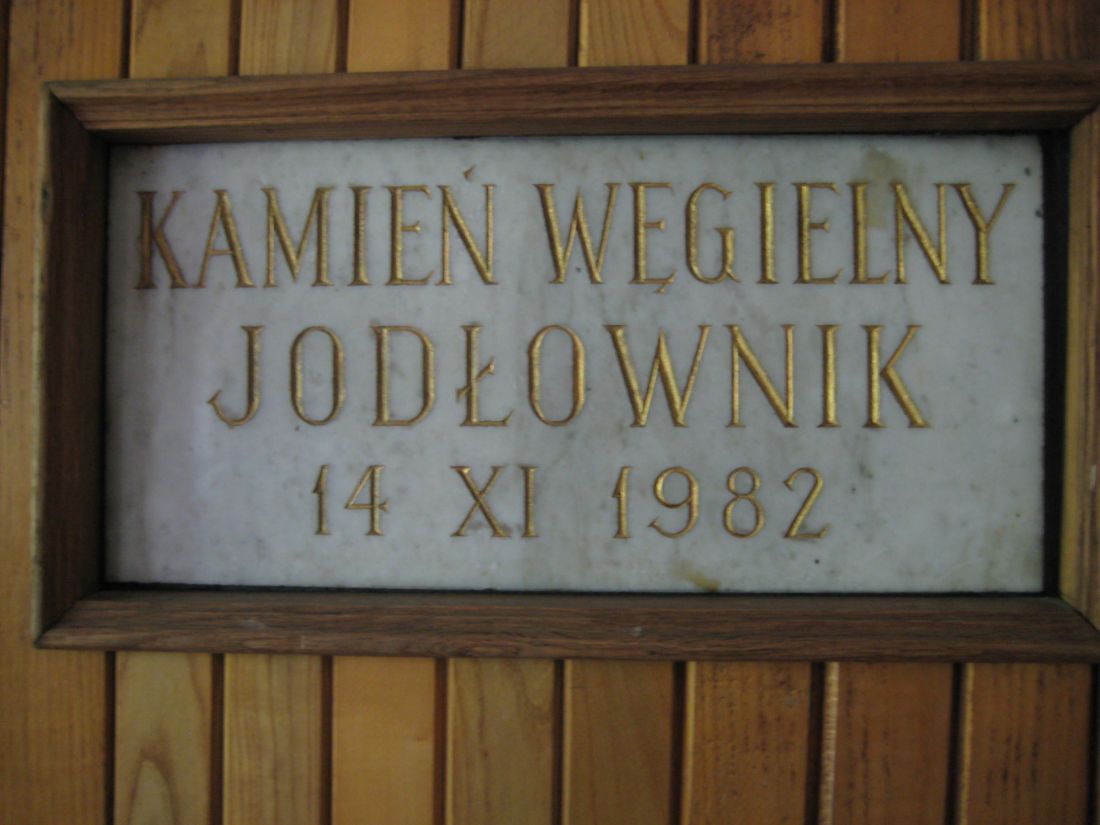 KAMIEŃ WĘGIELNY
JODŁOWNIK
14 XI 1982